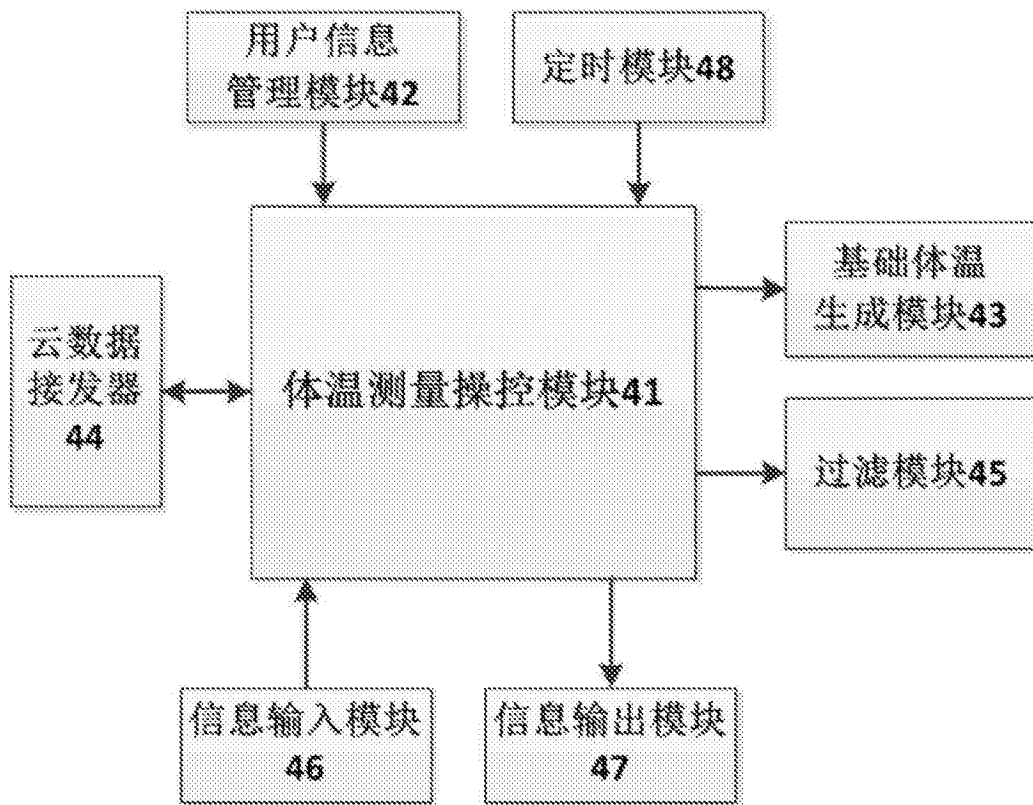 用户信息
管理模块42
定时模块48
基础体温
生成模块43
云数据
接发器
44
体温测量操控模块41
过滤模块45
信息输入模块
46
信息输出模块
47